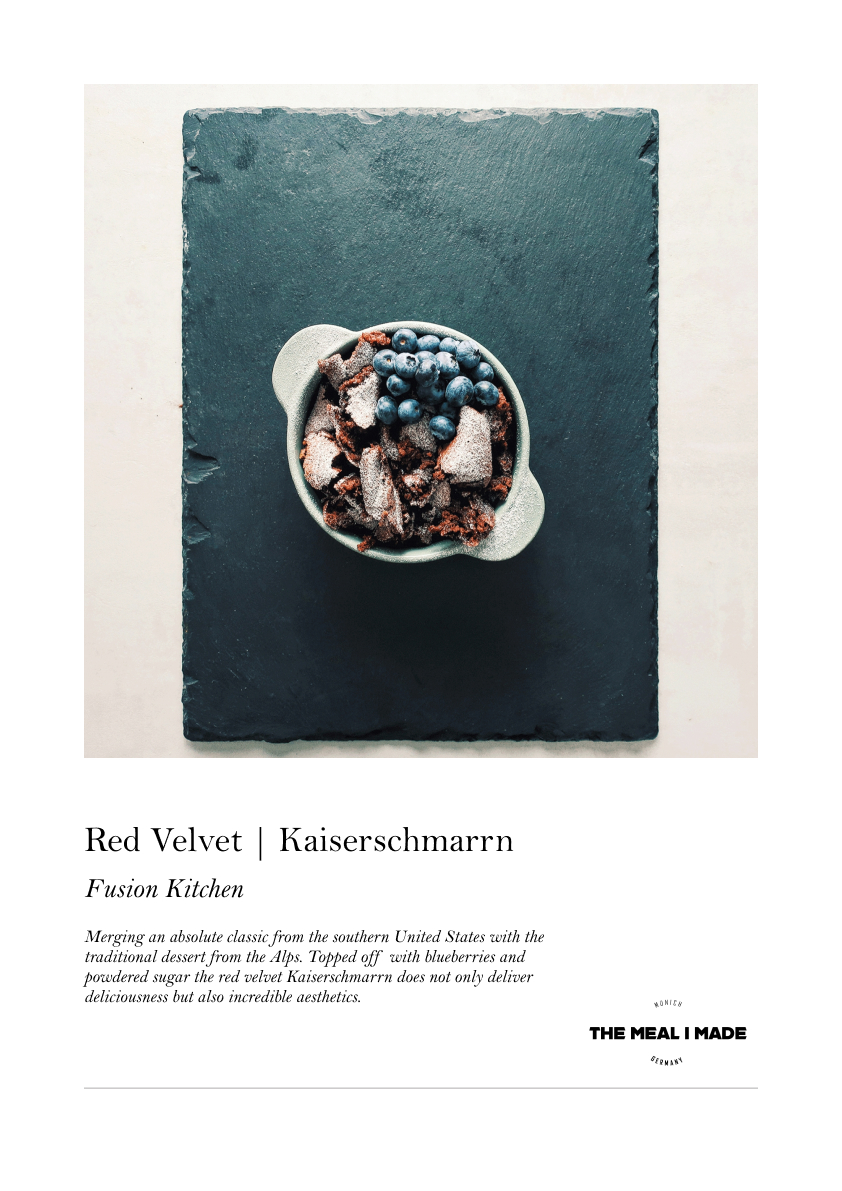 Red Velvet | Kaiserschmarrn
Fusion Kitchen
Merging an absolute classic from the southern United States with the
traditional dessert from the Alps. Topped off  with blueberries and
powdered sugar the red velvet Kaiserschmarrn does not only deliver
deliciousness but also incredible aesthetics.
MUNICH
THE MEAL I MADE
GERMANY